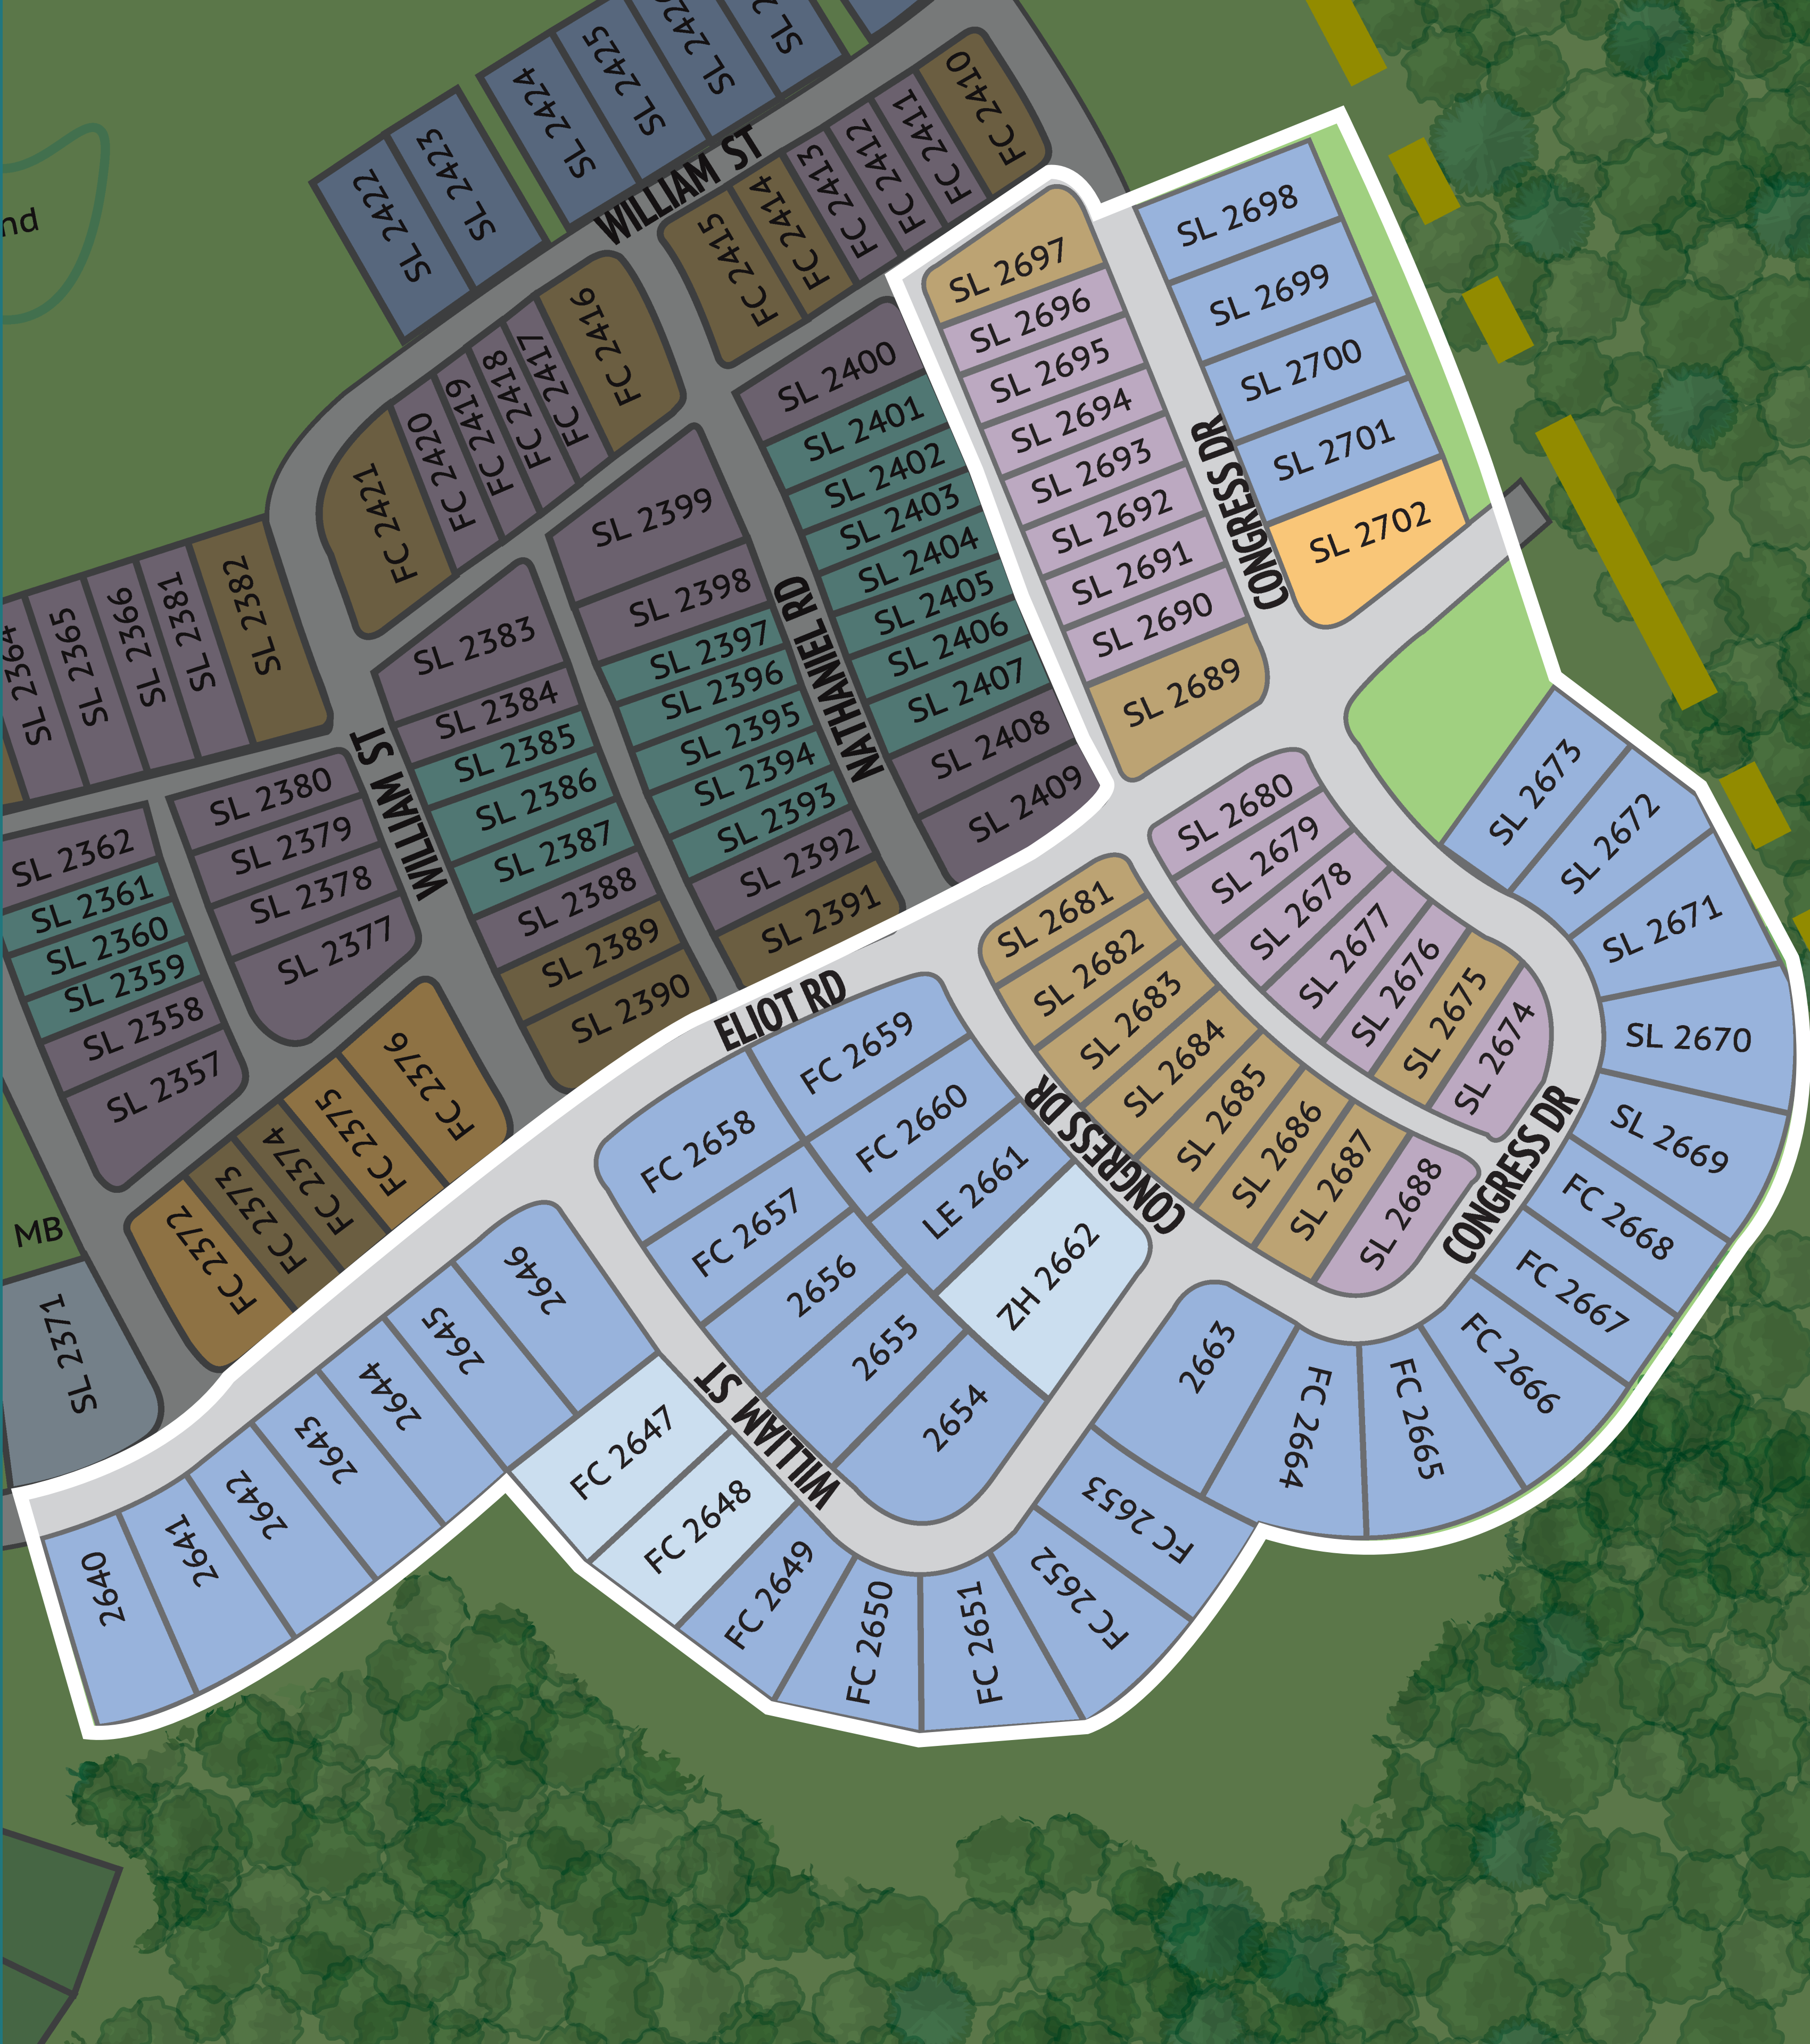 SL 2422
SL 2423
SL 2424
SL 2425
WILLIAM ST
FC 2410
FC 2411
FC 2412
FC 2413
FC 2414
FC 2415
FC 2416
FC 2417
FC 2418
FC 2419
FC 2420
FC 2421
SL 2364
SL 2365
SL 2366
SL 2381
SL 2382
SL 2383
SL 2384
SL 2385
SL 2386
SL 2387
SL 2388
SL 2389
SL 2390
SL 2399
SL 2398
SL 2397
SL 2396
SL 2395
SL 2394
SL 2393
SL 2392
SL 2391
NATHANIEL RD
SL 2400
SL 2401
SL 2402
SL 2403
SL 2404
SL 2405
SL 2406
SL 2407
SL 2408
SL 2409
SL 2697
SL 2696
SL 2695
SL 2694
SL 2693
SL 2692
SL 2691
SL 2690
SL 2689
CONGRESS DR
SL 2698
SL 2699
SL 2700
SL 2701
SL 2702
WILLIAM ST
SL 2380
SL 2379
SL 2378
SL 2377
SL 2362
SL 2361
SL 2360
SL 2359
SL 2358
SL 2357
FC 2376
FC 2375
FC 2374
FC 2373
FC 2372
MB
SL 2371
ELIOT RD
SL 2680
SL 2679
SL 2678
SL 2677
SL 2676
SL 2675
SL 2674
SL 2681
SL 2682
SL 2683
SL 2684
SL 2685
SL 2686
SL 2687
SL 2688
CONGRESS DR
CONGRESS DR
SL 2673
SL 2672
SL 2671
SL 2670
SL 2669
FC 2668
FC 2667
FC 2666
FC 2665
FC 2664
2663
FC 2659
FC 2660
LE 2661
ZH 2662
FC 2658
FC 2657
2656
2655
2654
WILLIAM ST
2646
2645
2644
2643
2642
2641
2640
FC 2647
FC 2648
FC 2649
FC 2650
FC 2651
FC 2652
FC 2653